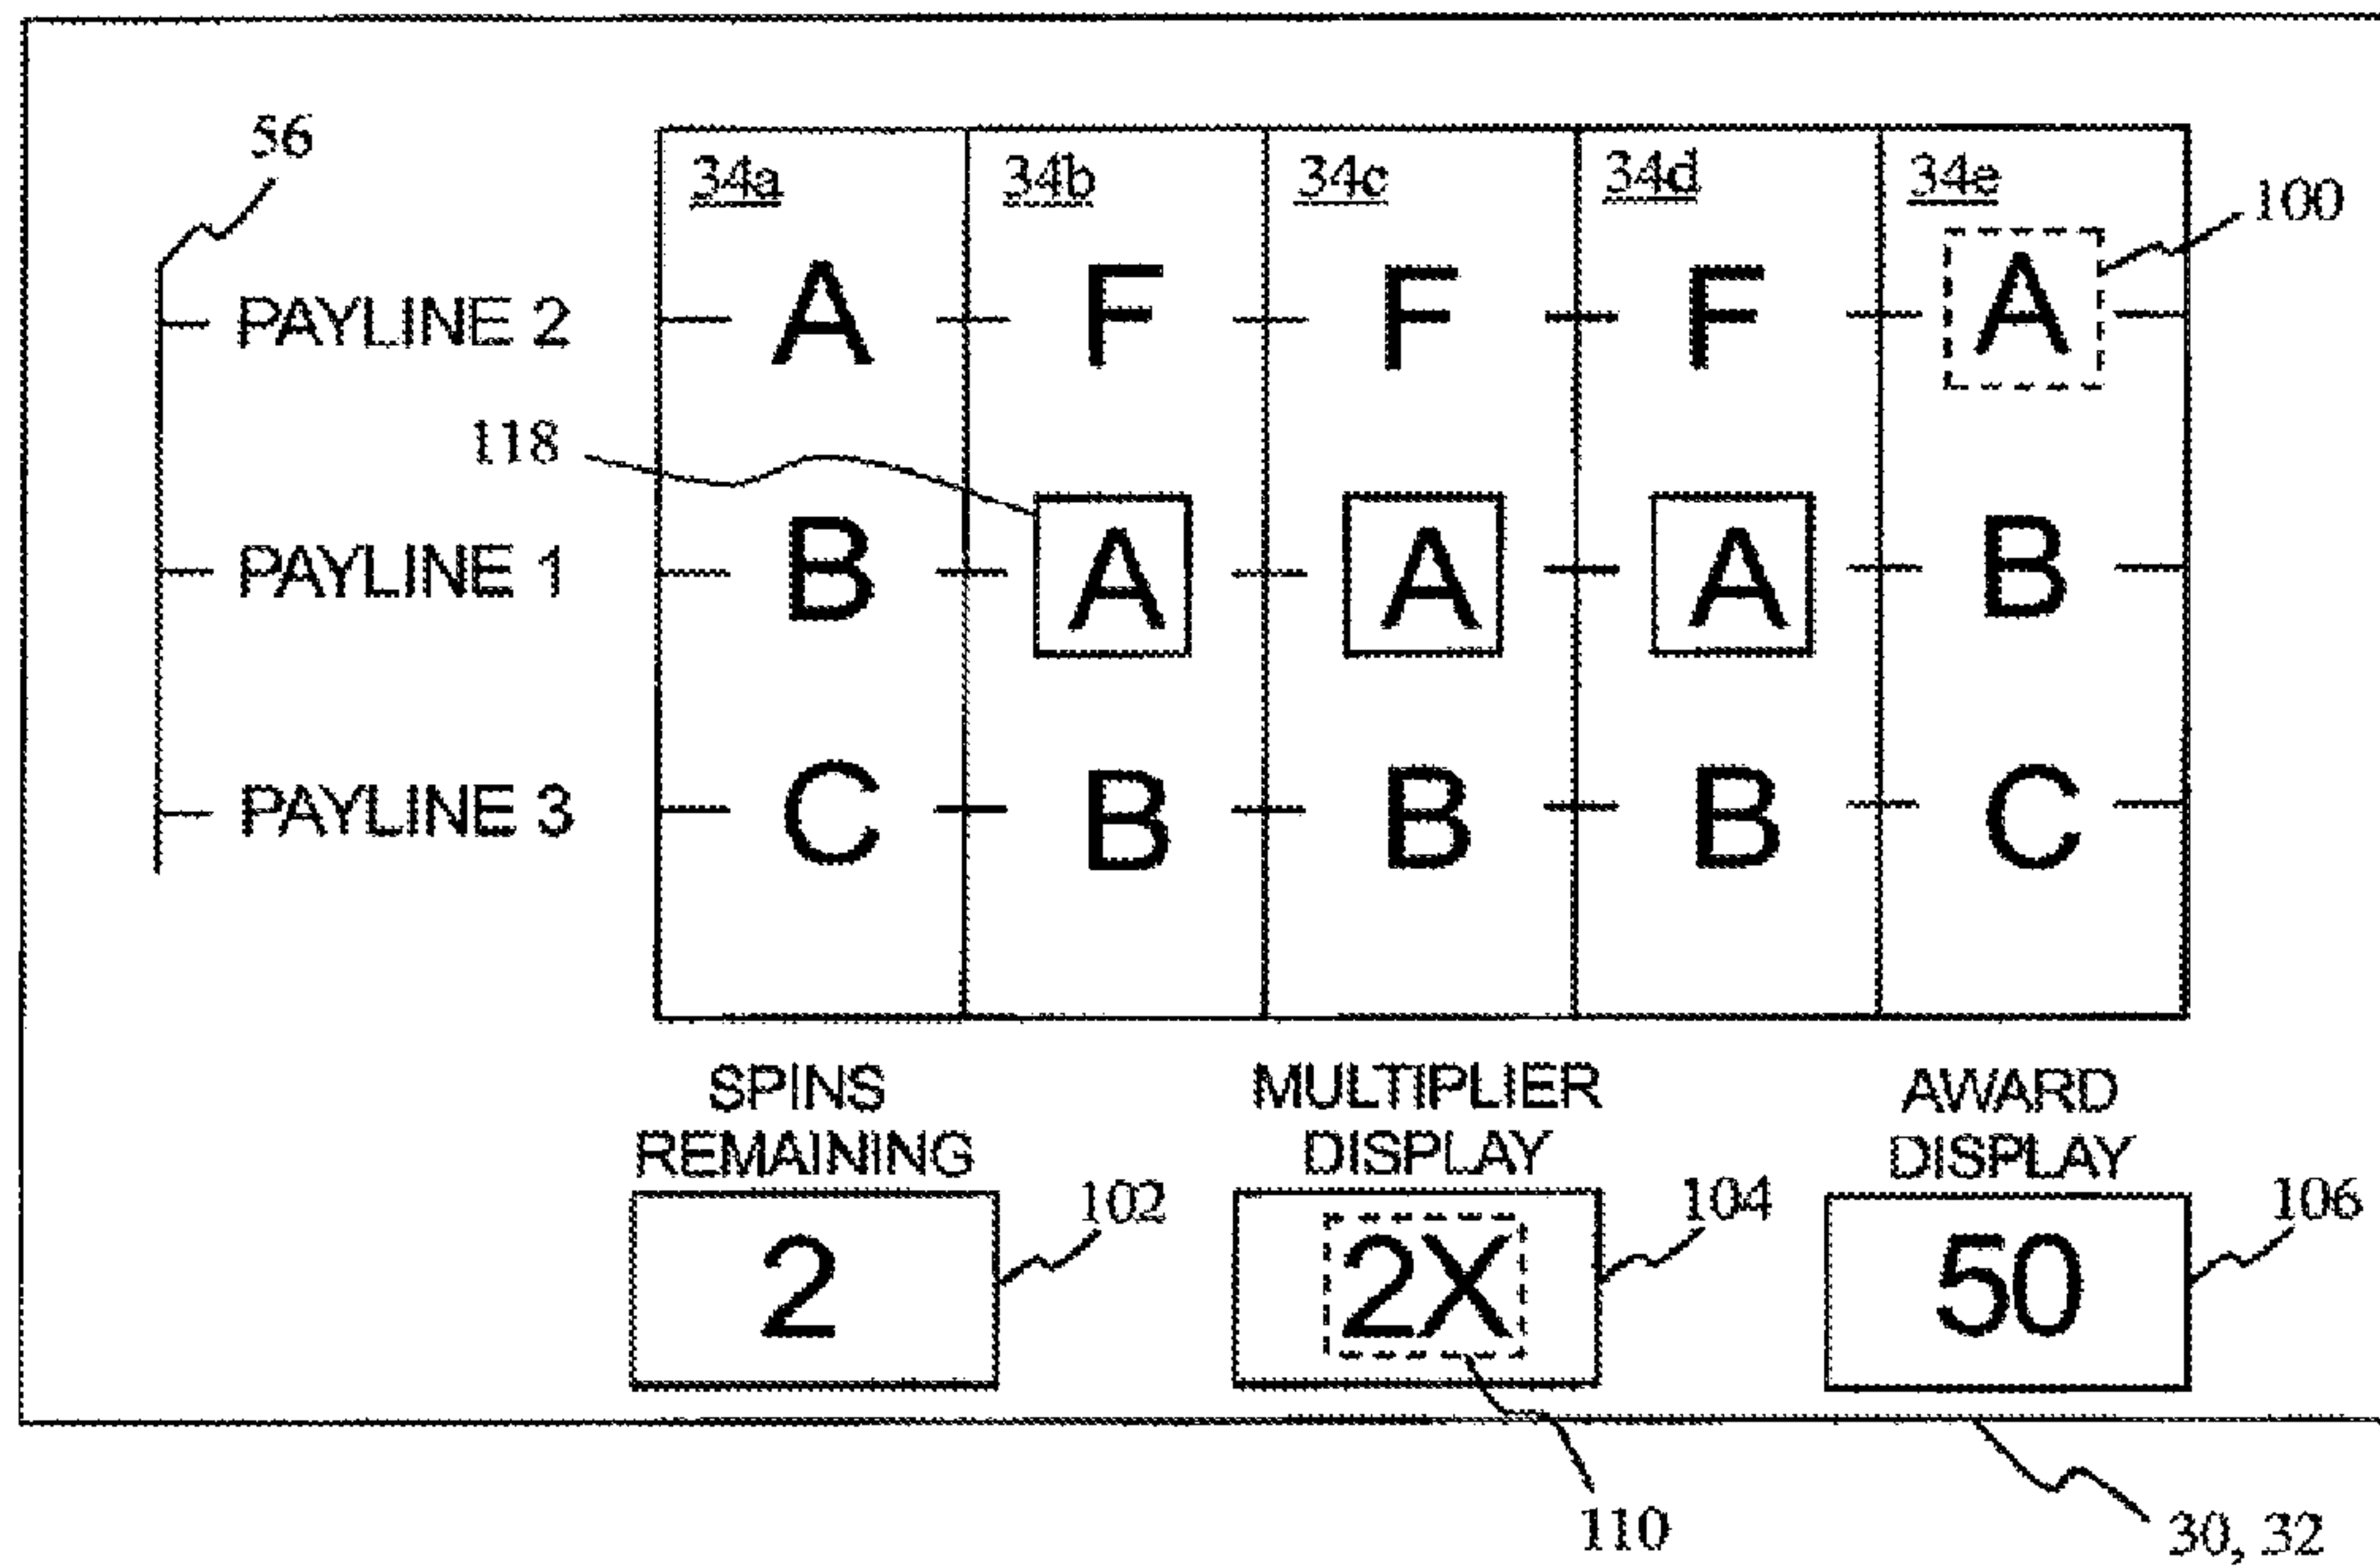 56
34a 34b 34c 34d 34e
100
PAYLINE 2 A F F F A
118
PAYLINE 1 B A A A B
PAYLINE 3 C B B B C
SPINS REMAINING
MULTIPLIER DISPLAY
AWARD DISPLAY
2 102
2X 104
50 106
110
30, 32